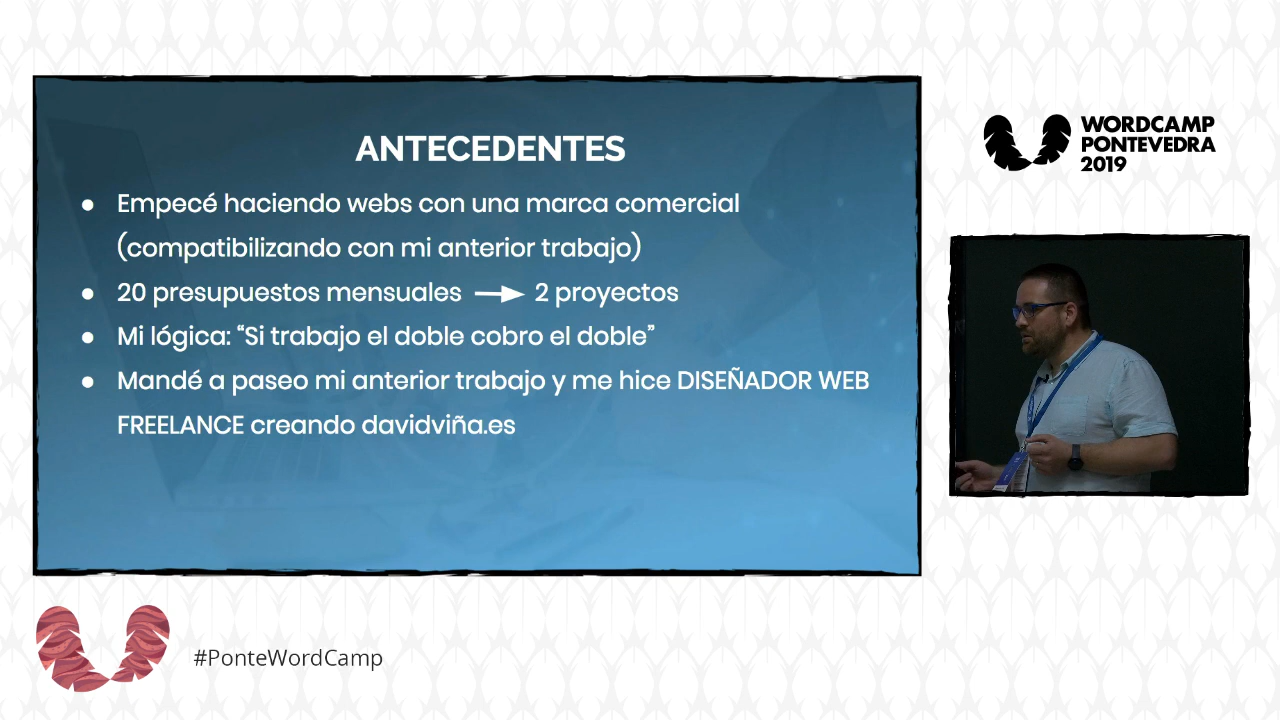 ANTECEDENTES
● Empecé haciendo webs con una marca comercial
(compatibilizando con mi anterior trabajo)
● 20 presupuestos mensuales → 2 proyectos
● Mi lógica: “Si trabajo el doble cobro el doble”
● Mandé a paseo mi anterior trabajo y me hice DISEÑADOR WEB
FREELANCE creando davidviña.es
WORDCAMP
PONTEVEDRA
2019
#PonteWordCamp